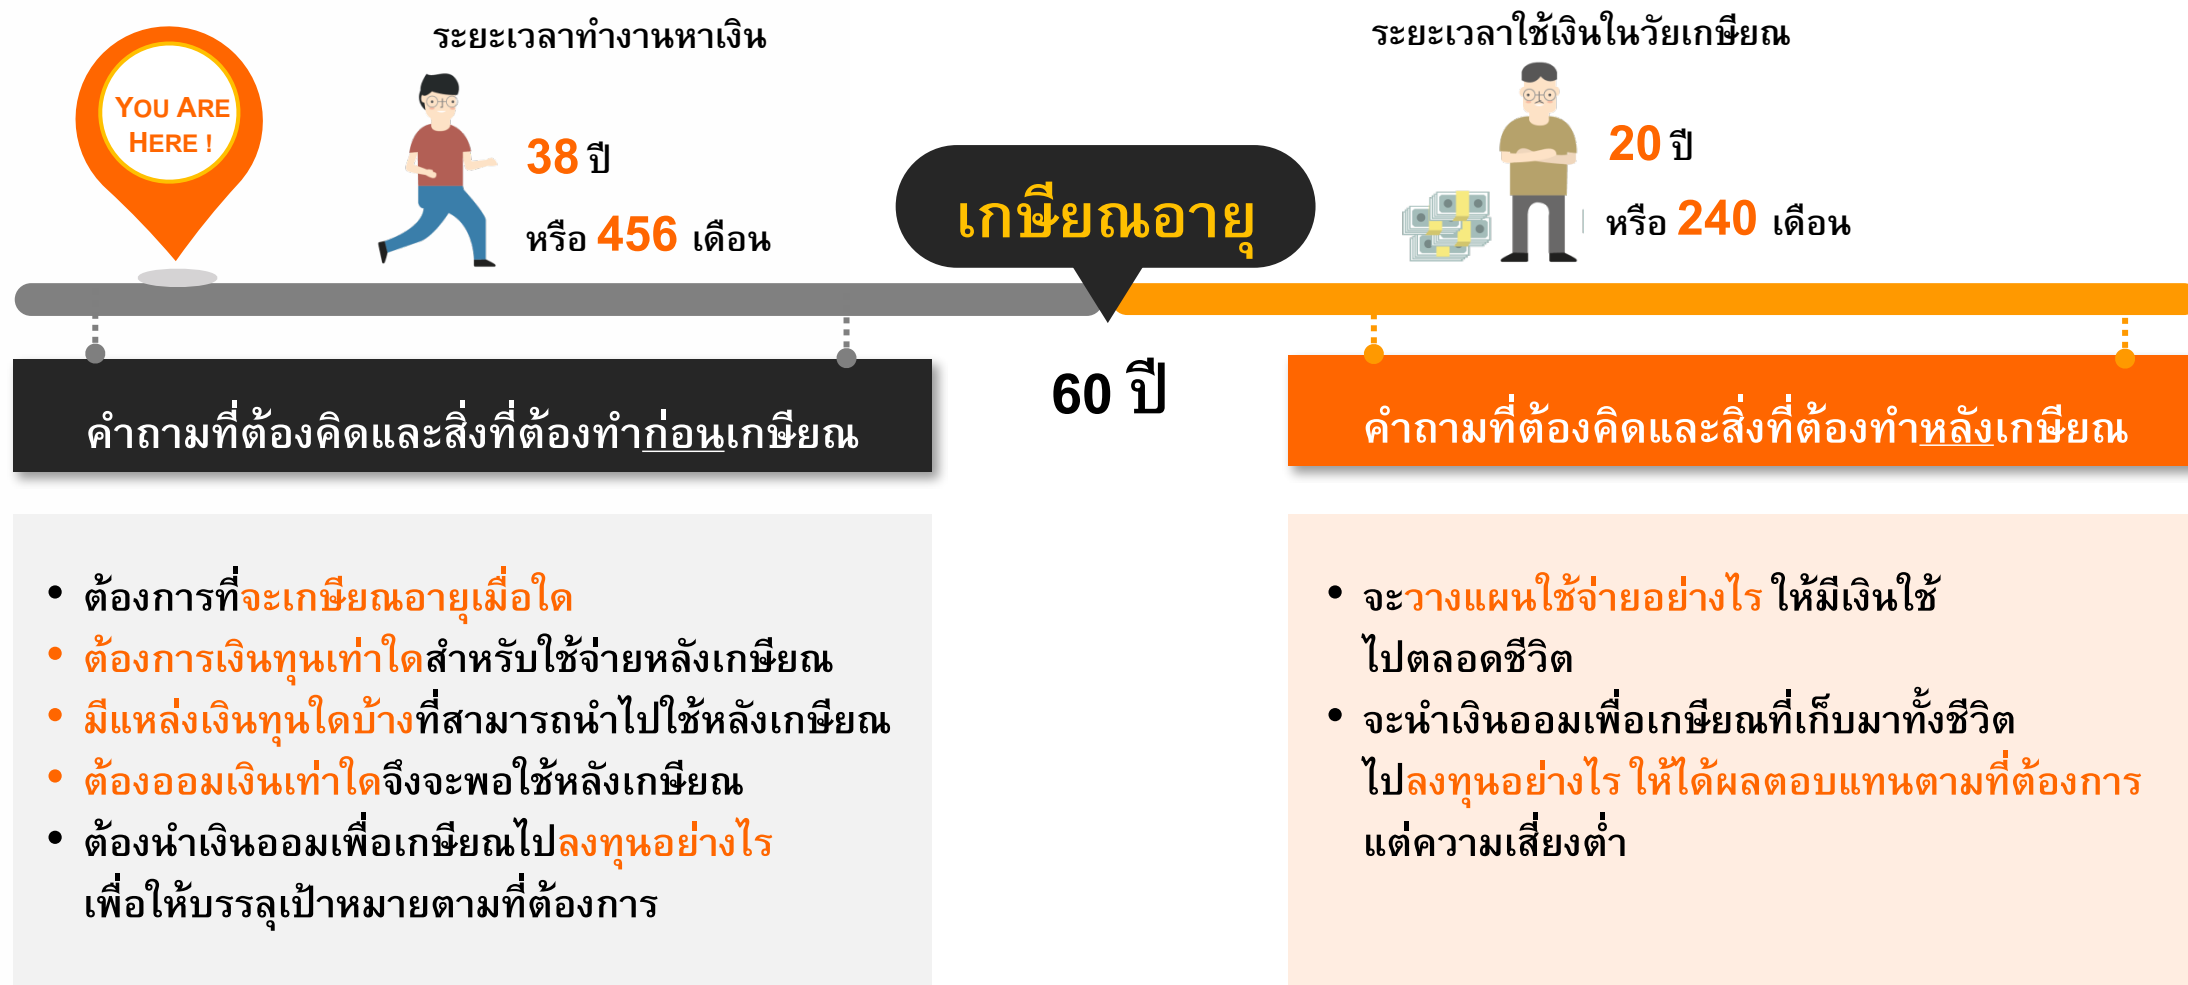 YOU ARE
HERE !
ระยะเวลาทำงานหาเงิน
38 ปี
หรือ 456 เดือน
เกษียณอายุ
ระยะเวลาใช้เงินในวัยเกษียณ
20 ปี
หรือ 240 เดือน
60 ปี
คำถามที่ต้องคิดและสิ่งที่ต้องทำก่อนเกษียณ
• ต้องการที่จะเกษียณอายุเมื่อใด
• ต้องการเงินทุนเท่าใดสำหรับใช้จ่ายหลังเกษียณ
• มีแหล่งเงินทุนใดบ้างที่สามารถนำไปใช้หลังเกษียณ
• ต้องออมเงินเท่าใดจึงจะพอใช้หลังเกษียณ
• ต้องนำเงินออมเพื่อเกษียณไปลงทุนอย่างไร
เพื่อให้บรรลุเป้าหมายตามที่ต้องการ
คำถามที่ต้องคิดและสิ่งที่ต้องทำหลังเกษียณ
• จะวางแผนใช้จ่ายอย่างไร ให้มีเงินใช้
ไปตลอดชีวิต
• จะนำเงินออมเพื่อเกษียณที่เก็บมาทั้งชีวิต
ไปลงทุนอย่างไร ให้ได้ผลตอบแทนตามที่ต้องการ
แต่ความเสี่ยงต่ำ